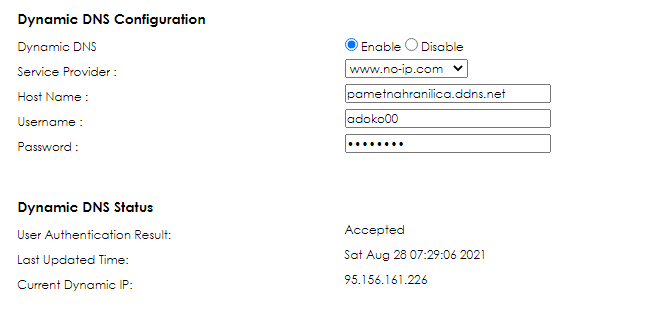 Dynamic DNS Configuration
Dynamic DNS Enable Disable
Service Provider : www.no-ip.com
Host Name : pametnahranilica.ddns.net
Username : adoko00
Password : ••••••••
Dynamic DNS Status
User Authentication Result: Accepted
Last Updated Time: Sat Aug 28 07:29:06 2021
Current Dynamic IP: 95.156.161.226